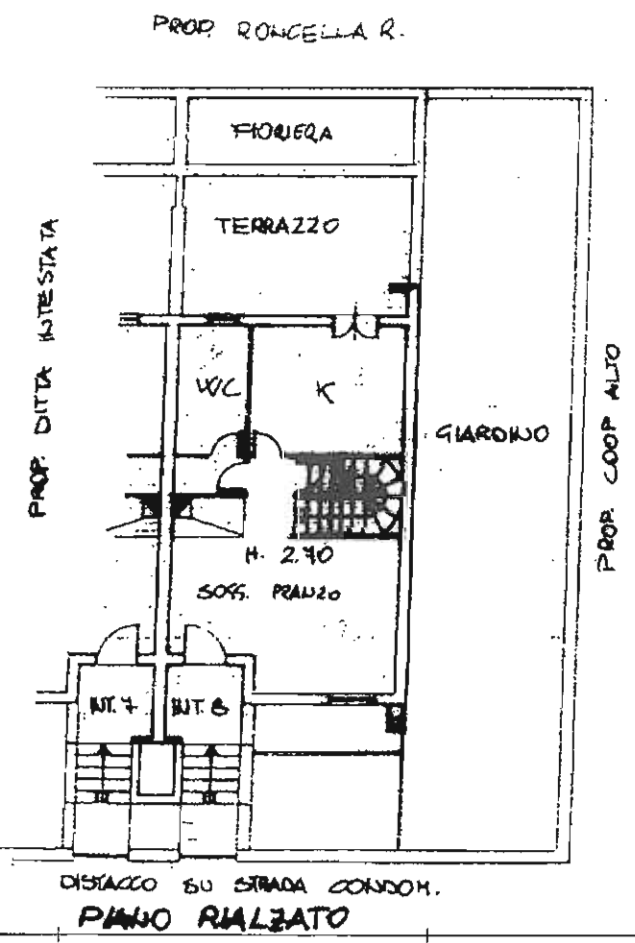 PROP. RONCELLA R.
FIORIERA
TERRAZZO
PROP. DITTA INTESTATA
WC
K
GIARDINO
PROP. COOP ALTO
H. 2.70
SOGG. PRANZO
INT. 7
INT. 8
DISTACCO SU STRADA CONDOM.
PIANO RIALZATO